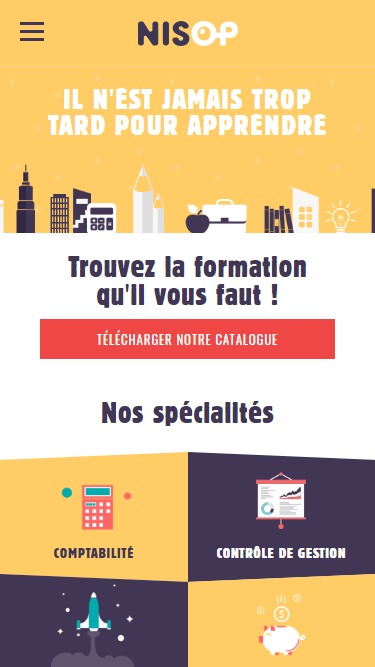 NISOP
IL N'EST JAMAIS TROP
TARD POUR APPRENDRE
Trouvez la formation
qu'il vous faut !
TÉLÉCHARGER NOTRE CATALOGUE
Nos spécialités
COMPTABILITÉ
CONTRÔLE DE GESTION